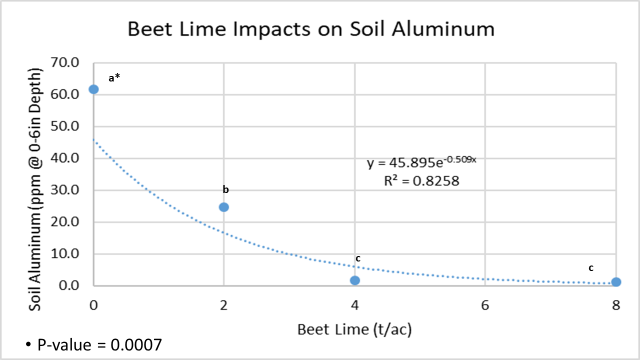 Beet Lime Impacts on Soil Aluminum
Soil Aluminum (ppm @ 0-6in Depth)
70.0
60.0
50.0
40.0
30.0
20.0
10.0
0.0
a*
b
c
c
y = 45.895e^-0.509x
R² = 0.8258
0 2 4 6 8
Beet Lime (t/ac)
• P-value = 0.0007